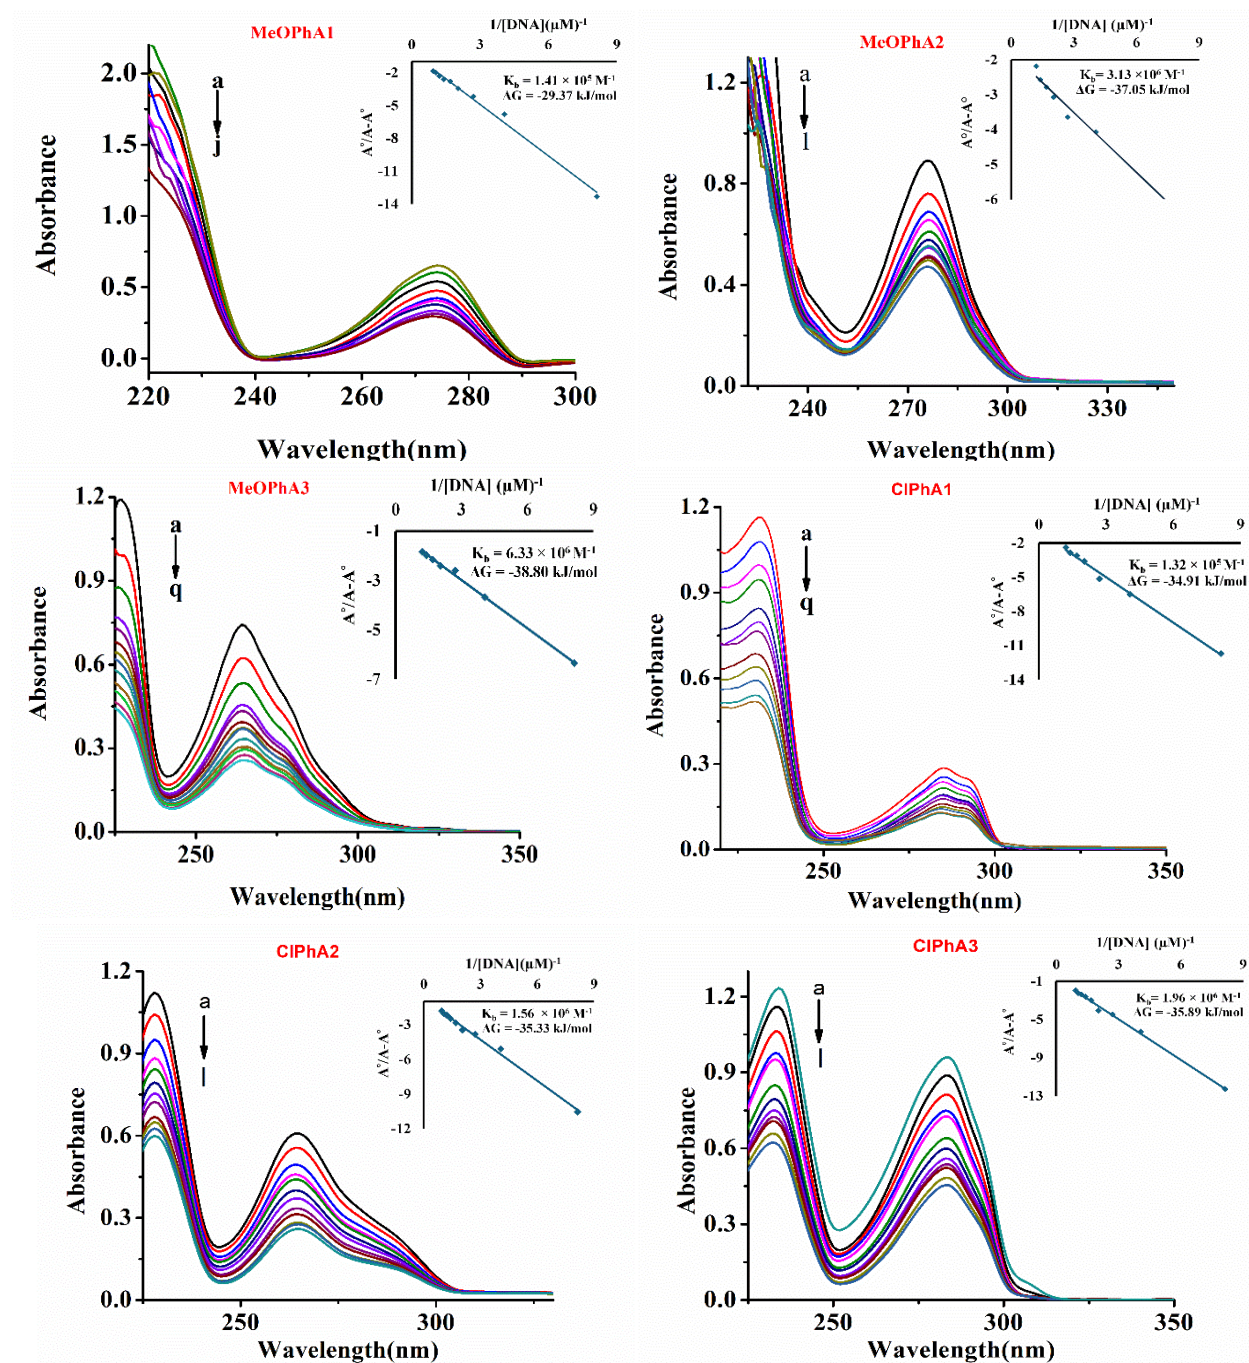 MeOPhA1
1/[DNA](µM)⁻¹
0 3 6 9
-2
-5
-8
-11
-14
A°/A-A°
K_b = 1.41 × 10⁵ M⁻¹
ΔG = -29.37 kJ/mol
a
j
2.0
1.5
1.0
0.5
0.0
Absorbance
220 240 260 280 300
Wavelength(nm)
MeOPhA2
1/[DNA] (µM)⁻¹
0 3 6 9
-2
-3
-4
-5
-6
A°/A-A°
K_b= 3.13 ×10⁶ M⁻¹
ΔG = -37.05 kJ/mol
a
l
1.2
0.8
0.4
0.0
Absorbance
240 270 300 330
Wavelength(nm)
MeOPhA3
1/[DNA] (µM)⁻¹
0 3 6 9
-1
-3
-5
-7
A°/A-A°
K_b = 6.33 × 10⁶ M⁻¹
ΔG = -38.80 kJ/mol
a
q
1.2
0.9
0.6
0.3
0.0
Absorbance
250 300 350
Wavelength(nm)
ClPhA1
1/[DNA] (µM)⁻¹
0 3 6 9
-2
-5
-8
-11
-14
A°/A-A°
K_b = 1.32 × 10⁵ M⁻¹
ΔG = -34.91 kJ/mol
a
q
1.2
0.9
0.6
0.3
0.0
Absorbance
250 300 350
Wavelength(nm)
ClPhA2
1/[DNA](µM)⁻¹
0 3 6 9
-3
-6
-9
-12
A°/A-A°
K_b = 1.56 × 10⁶ M⁻¹
ΔG = -35.33 kJ/mol
a
l
1.2
0.9
0.6
0.3
0.0
Absorbance
250 300
Wavelength(nm)
ClPhA3
1/[DNA] (µM)⁻¹
0 3 6 9
-1
-5
-9
-13
A°/A-A°
K_b= 1.96 × 10⁶ M⁻¹
ΔG = -35.89 kJ/mol
a
l
1.2
0.9
0.6
0.3
0.0
Absorbance
250 300 350
Wavelength(nm)